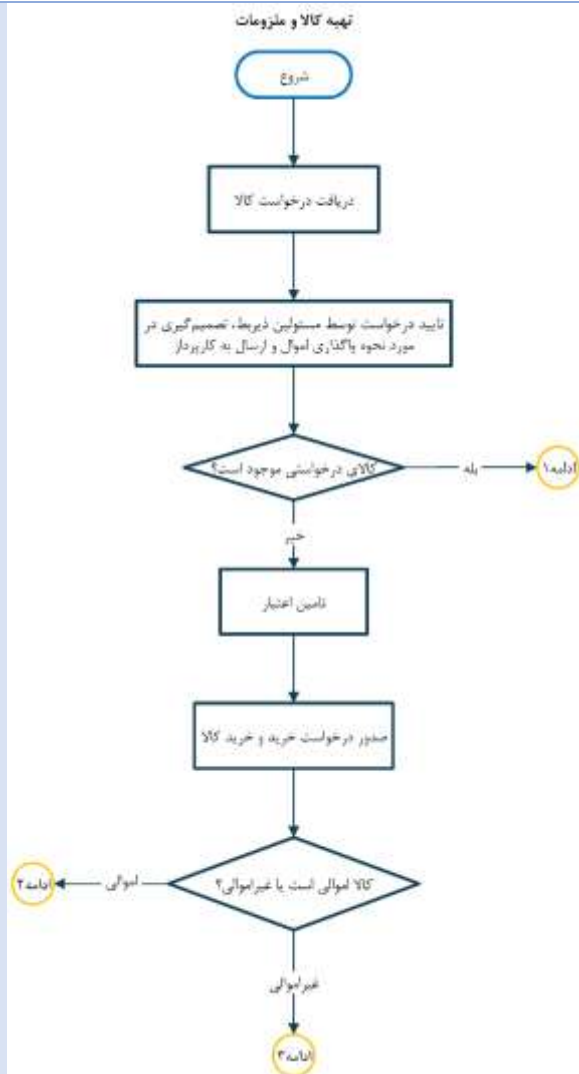 تهیه کالا و ملزومات
شروع
دریافت درخواست کالا
تایید درخواست توسط مسئولین ذیربط، تصمیم‌گیری در
مورد نحوه واگذاری اموال و ارسال به کارپرداز
کالای درخواستی موجود است؟
بله
ادامه۱
خیر
تامین اعتبار
صدور درخواست خرید و خرید کالا
کالا اموالی است یا غیراموالی؟
اموالی
ادامه۲
غیراموالی
ادامه۳